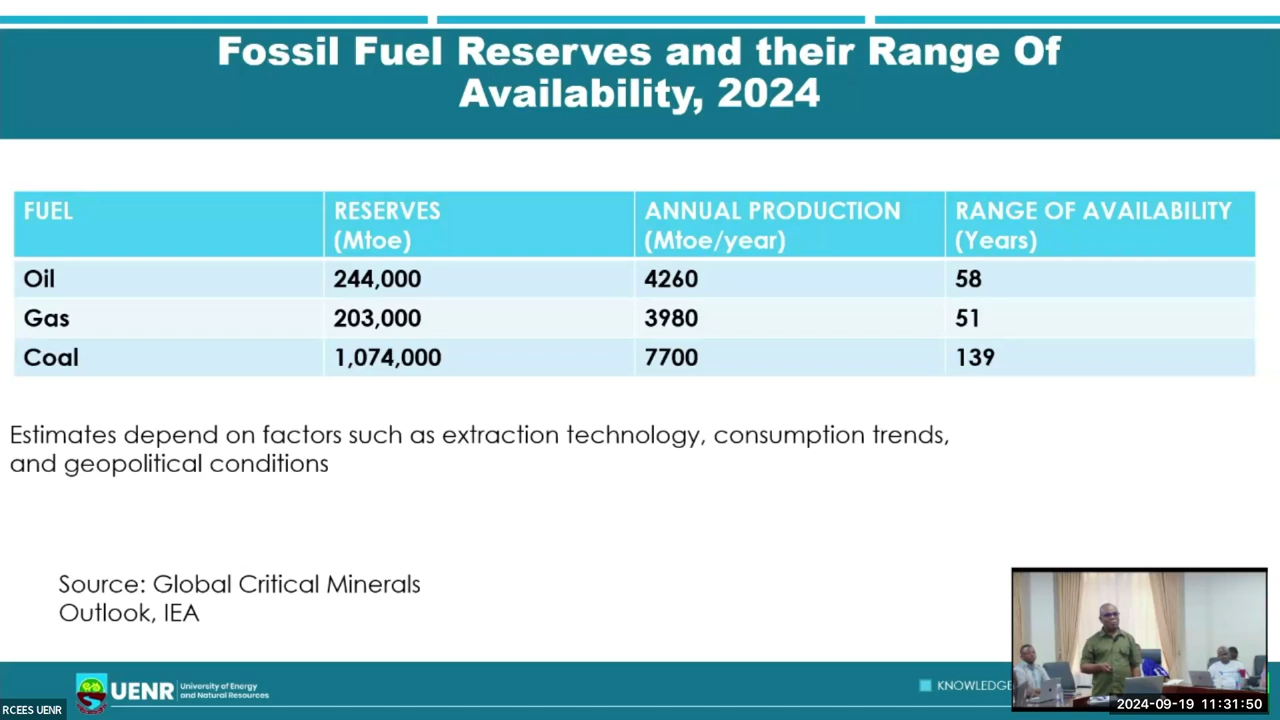 Fossil Fuel Reserves and their Range Of
Availability, 2024
FUEL RESERVES ANNUAL PRODUCTION RANGE OF AVAILABILITY
(Mtoe) (Mtoe/year) (Years)
Oil 244,000 4260 58
Gas 203,000 3980 51
Coal 1,074,000 7700 139
Estimates depend on factors such as extraction technology, consumption trends,
and geopolitical conditions
Source: Global Critical Minerals
Outlook, IEA
UENR University of Energy
and Natural Resources
KNOWLEDGE
RCEES UENR
2024-09-19 11:31:50